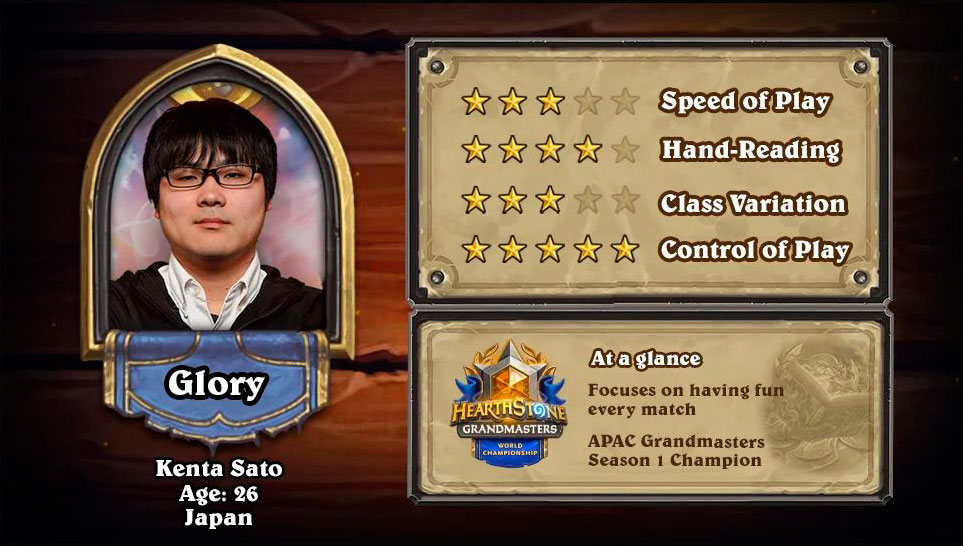 Glory
Kenta Sato
Age: 26
Japan
Speed of Play
Hand-Reading
Class Variation
Control of Play
HEARTHSTONE
GRANDMASTERS
WORLD
CHAMPIONSHIP
At a glance
Focuses on having fun
every match
APAC Grandmasters
Season 1 Champion